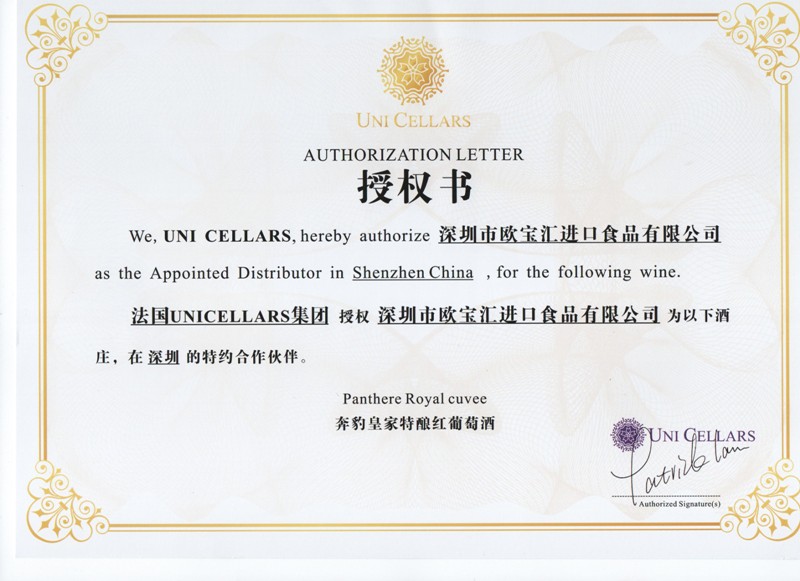 UNI CELLARS
AUTHORIZATION LETTER
授权书
We, UNI CELLARS, hereby authorize 深圳市欧宝汇进口食品有限公司
as the Appointed Distributor in Shenzhen China , for the following wine.
法国UNICELLARS集团 授权 深圳市欧宝汇进口食品有限公司 为以下酒
庄，在 深圳 的特约合作伙伴。
Panthere Royal cuvee
奔豹皇家特酿红葡萄酒
UNI CELLARS
Authorized Signature(s)